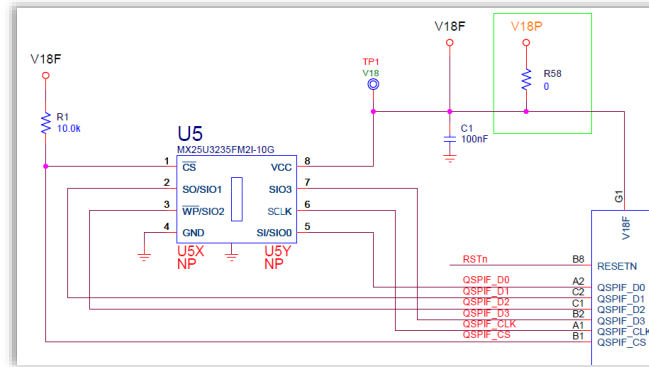 V18F
V18F
V18P
TP1
V18
R58
0
R1
10.0k
U5
MX25U3235FM2I-10G
C1
100nF
1 CS VCC 8
2 SO/SIO1 SIO3 7
3 WP/SIO2 SCLK 6
4 GND SI/SIO0 5
U5X
NP
U5Y
NP
G1
V18F
RSTn B8 RESETN
QSPIF_D0 A2 QSPIF_D0
QSPIF_D1 C2 QSPIF_D1
QSPIF_D2 C1 QSPIF_D2
QSPIF_D3 B2 QSPIF_D3
QSPIF_CLK A1 QSPIF_CLK
QSPIF_CS B1 QSPIF_CS